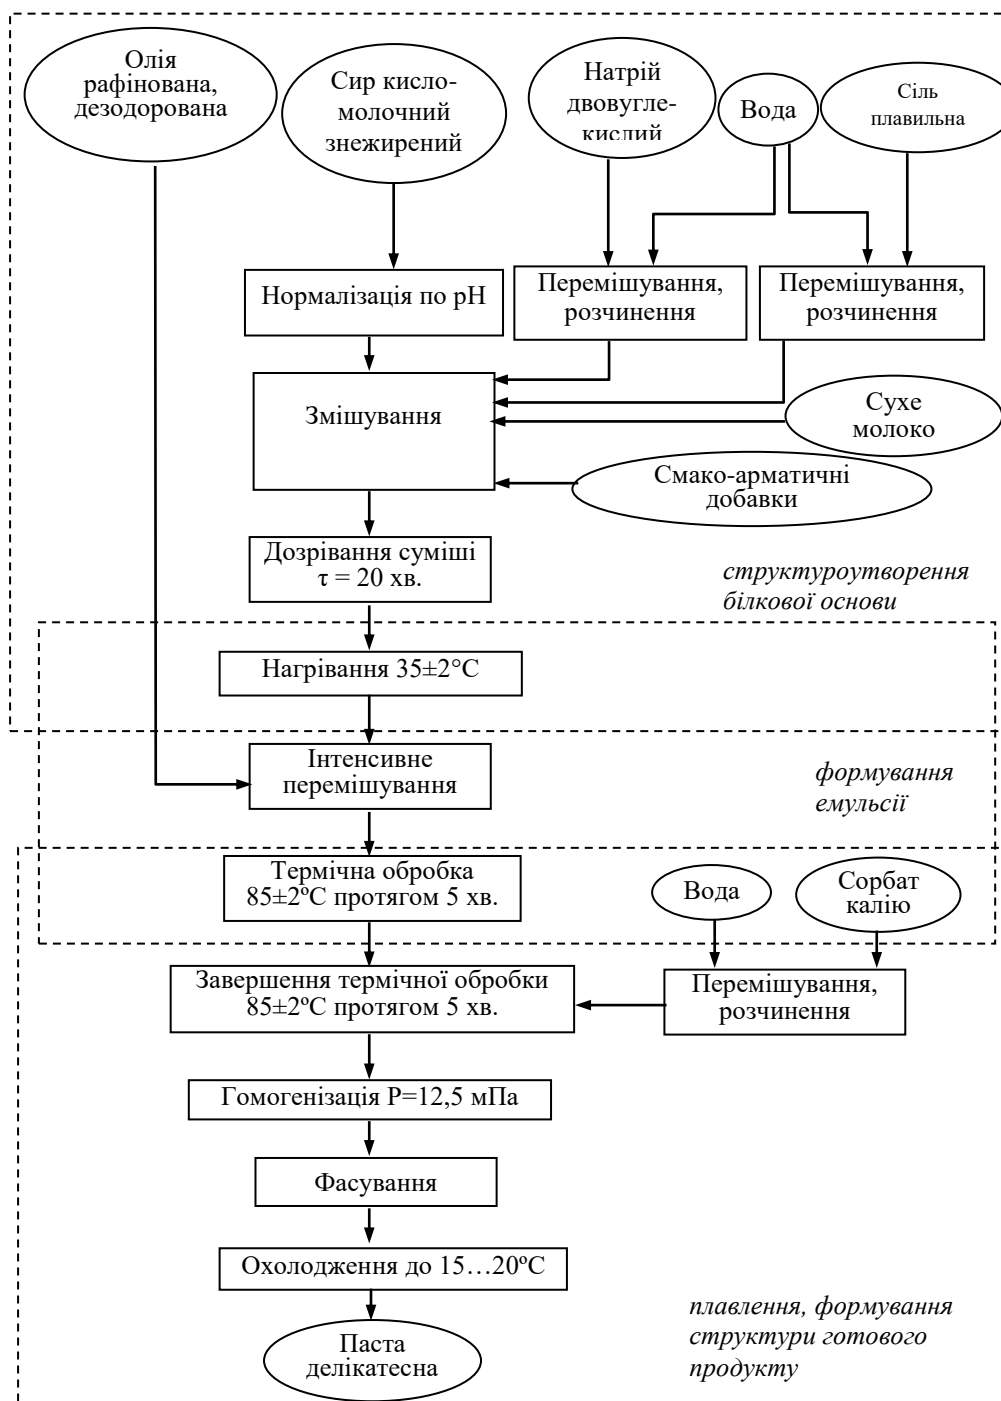 Олія
рафінована,
дезодорована
Сир кисло-
молочний
знежирений
Натрій
двовугле-
кислий
Вода
Сіль
плавильна
Нормалізація по рН
Перемішування,
розчинення
Перемішування,
розчинення
Змішування
Сухе
молоко
Смако-арматичні
добавки
Дозрівання суміші
τ = 20 хв.
структуроутворення
білкової основи
Нагрівання 35±2°С
Інтенсивне
перемішування
формування
емульсії
Термічна обробка
85±2ºС протягом 5 хв.
Вода
Сорбат
калію
Завершення термічної обробки
85±2ºС протягом 5 хв.
Перемішування,
розчинення
Гомогенізація Р=12,5 мПа
Фасування
Охолодження до 15…20ºС
Паста
делікатесна
плавлення, формування
структури готового
продукту